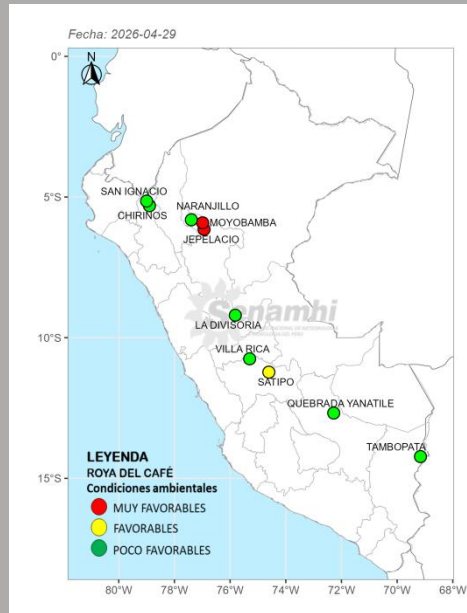 Fecha: 2026-04-29
N
0°
SAN IGNACIO
NARANJILLO
5°S
CHIRINOS
MOYOBAMBA
JEPELACIO
Senamhi
LA DIVISORIA
10°S
VILLA RICA
SATIPO
QUEBRADA YANATILE
TAMBOPATA
LEYENDA
ROYA DEL CAFÉ
15°S
Condiciones ambientales
MUY FAVORABLES
FAVORABLES
POCO FAVORABLES
80°W 78°W 76°W 74°W 72°W 70°W 68°W